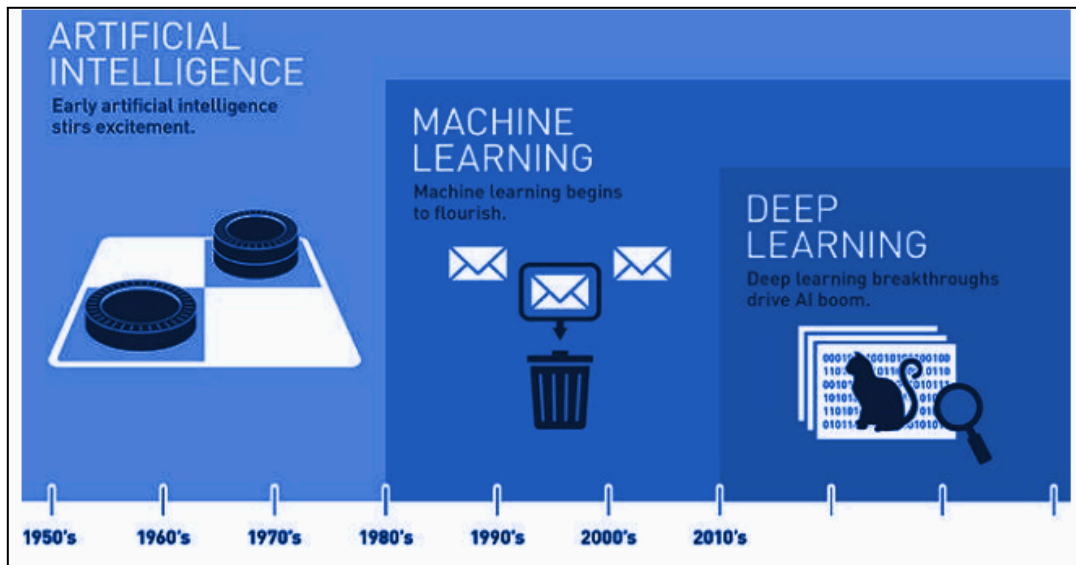 ARTIFICIAL
INTELLIGENCE
Early artificial intelligence
stirs excitement.
MACHINE
LEARNING
Machine learning begins
to flourish.
DEEP
LEARNING
Deep learning breakthroughs
drive AI boom.
1950's 1960's 1970's 1980's 1990's 2000's 2010's